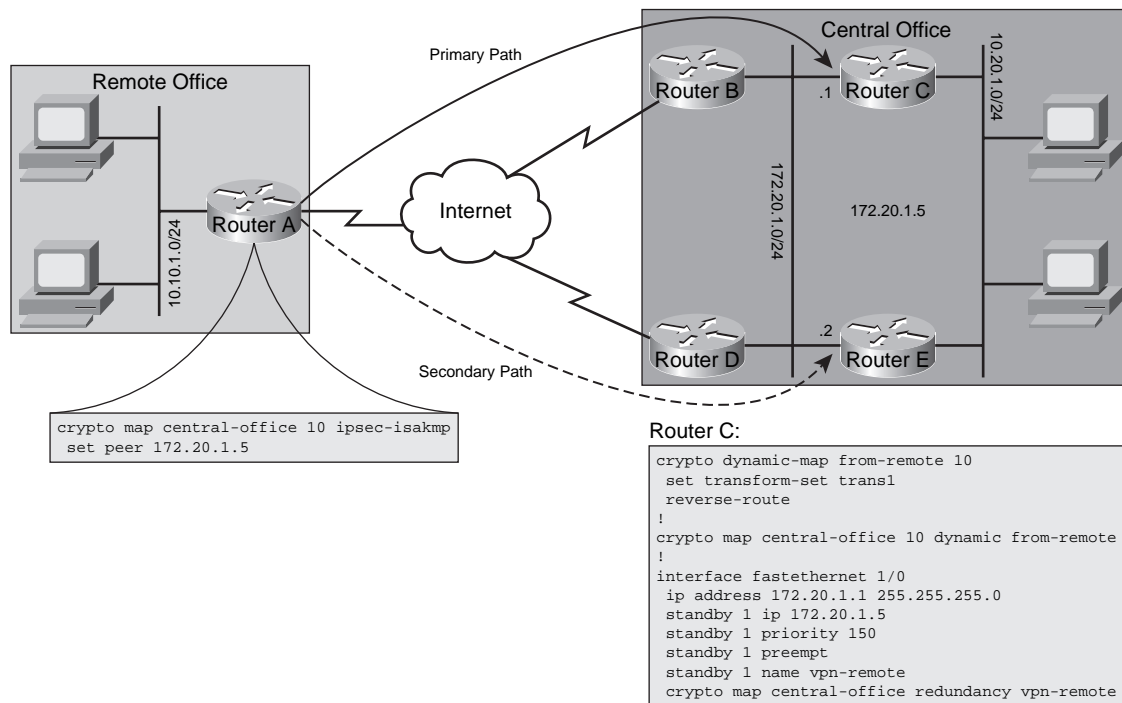 Primary Path
Central Office
Remote Office
10.20.1.0/24
Router B
.1
Router C
10.10.1.0/24
Router A
Internet
172.20.1.0/24
172.20.1.5
.2
Router D
Router E
Secondary Path
crypto map central-office 10 ipsec-isakmp
set peer 172.20.1.5
Router C:
crypto dynamic-map from-remote 10
set transform-set trans1
reverse-route
!
crypto map central-office 10 dynamic from-remote
!
interface fastethernet 1/0
ip address 172.20.1.1 255.255.255.0
standby 1 ip 172.20.1.5
standby 1 priority 150
standby 1 preempt
standby 1 name vpn-remote
crypto map central-office redundancy vpn-remote